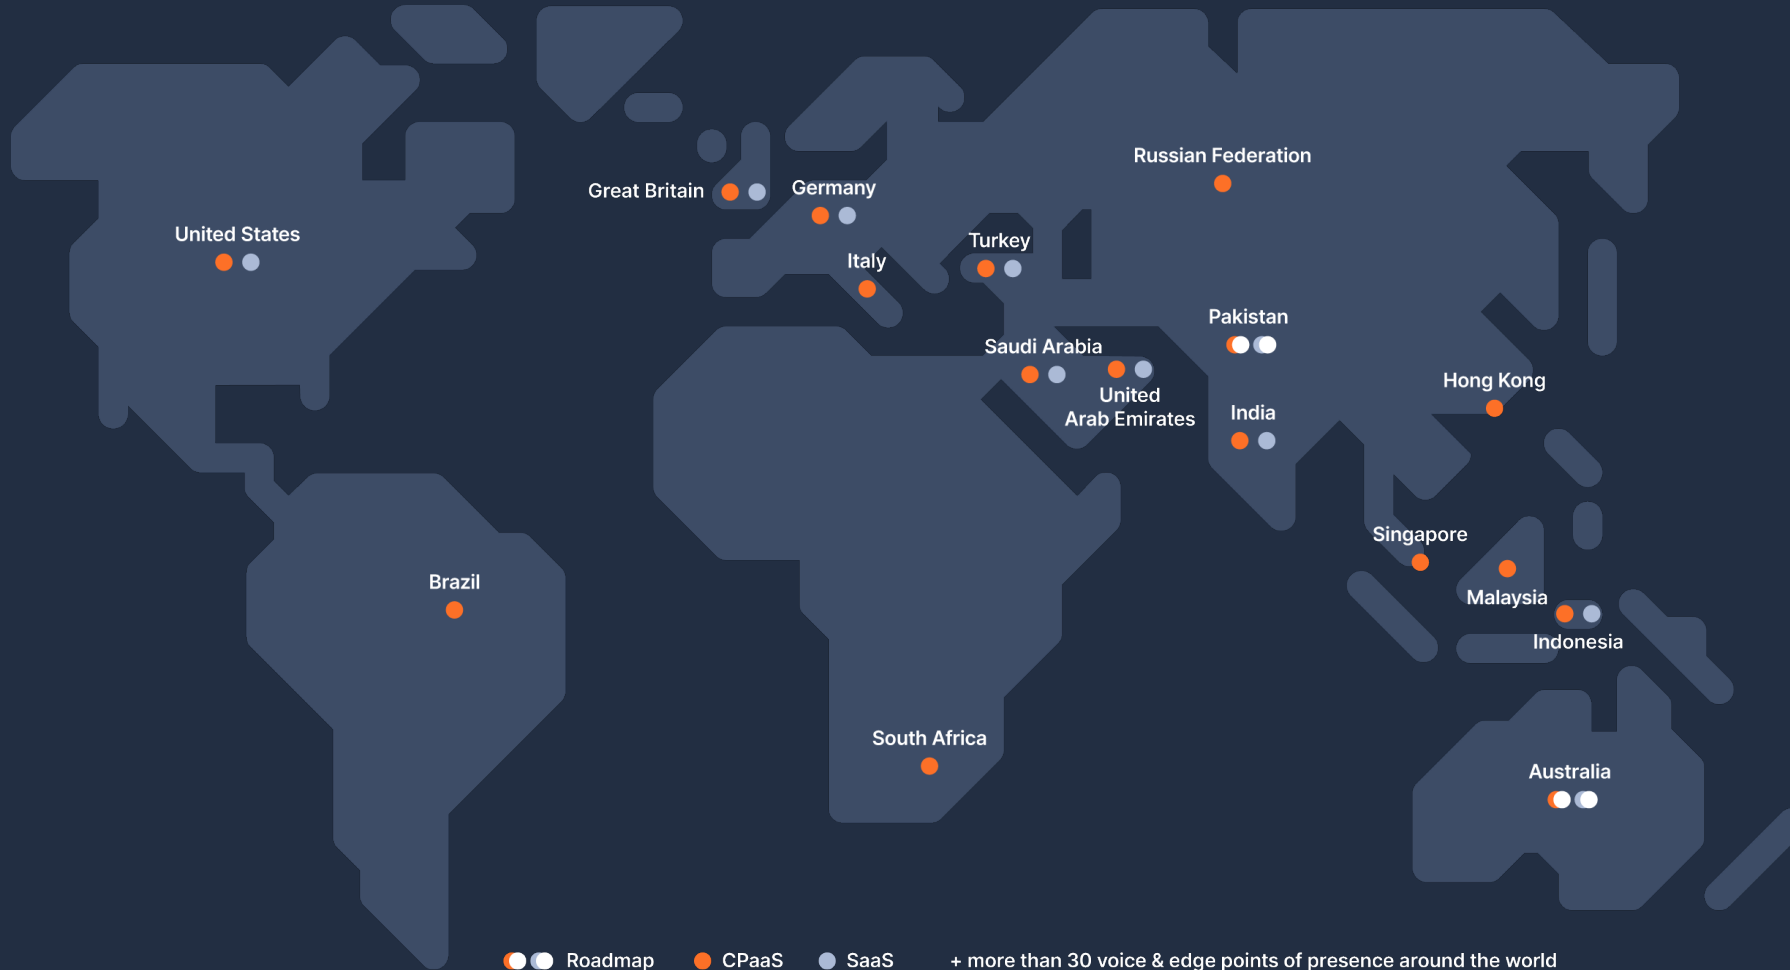 Russian Federation
Great Britain
Germany
United States
Turkey
Italy
Pakistan
Saudi Arabia
Hong Kong
United
Arab Emirates
India
Singapore
Brazil
Malaysia
Indonesia
South Africa
Australia
Roadmap
CPaaS
SaaS
+ more than 30 voice & edge points of presence around the world